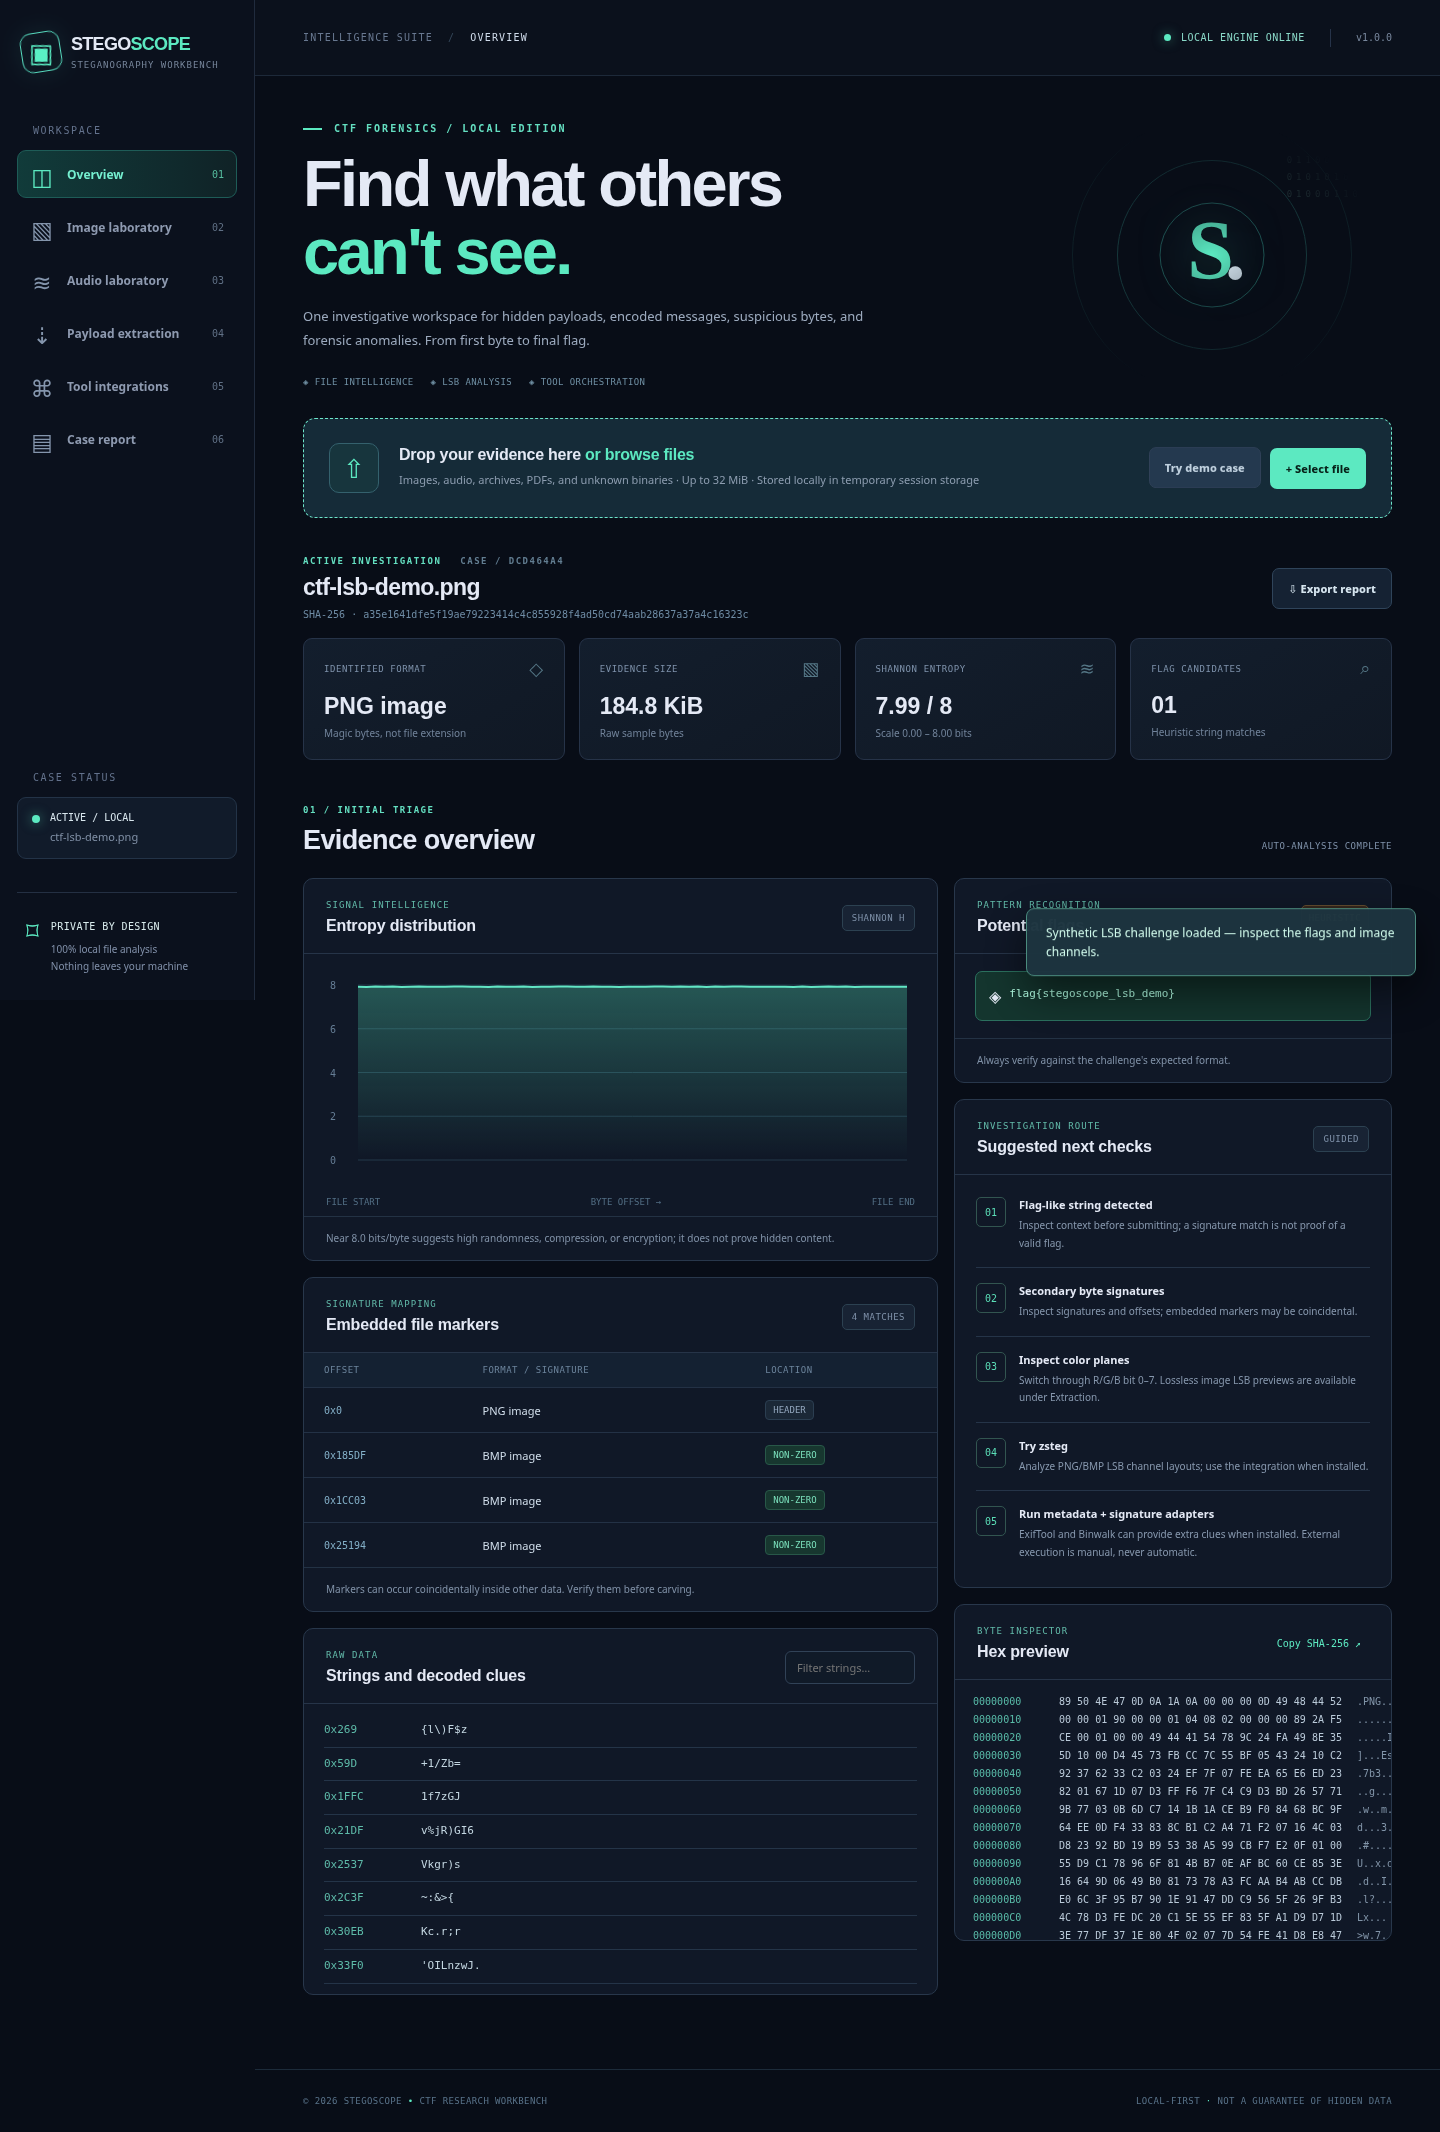 STEGOSCOPE
STEGANOGRAPHY WORKBENCH
WORKSPACE
Overview 01
Image laboratory 02
Audio laboratory 03
Payload extraction 04
Tool integrations 05
Case report 06
CASE STATUS
ACTIVE / LOCAL
ctf-lsb-demo.png
PRIVATE BY DESIGN
100% local file analysis
Nothing leaves your machine
INTELLIGENCE SUITE / OVERVIEW
LOCAL ENGINE ONLINE
v1.0.0
CTF FORENSICS / LOCAL EDITION
Find what others
can't see.
One investigative workspace for hidden payloads, encoded messages, suspicious bytes, and
forensic anomalies. From first byte to final flag.
◈ FILE INTELLIGENCE ◈ LSB ANALYSIS ◈ TOOL ORCHESTRATION
S.
Drop your evidence here or browse files
Images, audio, archives, PDFs, and unknown binaries · Up to 32 MiB · Stored locally in temporary session storage
Try demo case
+ Select file
ACTIVE INVESTIGATION CASE / DCD464A4
ctf-lsb-demo.png
SHA-256 · a35e1641dfe5f19ae79223414c4c855928f4ad50cd74aab28637a37a4c16323c
⇩ Export report
IDENTIFIED FORMAT
PNG image
Magic bytes, not file extension
EVIDENCE SIZE
184.8 KiB
Raw sample bytes
SHANNON ENTROPY
7.99 / 8
Scale 0.00 – 8.00 bits
FLAG CANDIDATES
01
Heuristic string matches
01 / INITIAL TRIAGE
Evidence overview
AUTO-ANALYSIS COMPLETE
SIGNAL INTELLIGENCE
Entropy distribution
SHANNON H
8
6
4
2
0
FILE START BYTE OFFSET → FILE END
Near 8.0 bits/byte suggests high randomness, compression, or encryption; it does not prove hidden content.
SIGNATURE MAPPING
Embedded file markers
4 MATCHES
OFFSET FORMAT / SIGNATURE LOCATION
0x0 PNG image HEADER
0x185DF BMP image NON-ZERO
0x1CC03 BMP image NON-ZERO
0x25194 BMP image NON-ZERO
Markers can occur coincidentally inside other data. Verify them before carving.
RAW DATA
Strings and decoded clues
Filter strings...
0x269 {l\)F$z
0x59D +1/Zb=
0x1FFC 1f7zGJ
0x21DF v%jR)GI6
0x2537 Vkgr)s
0x2C3F ~:&>{
0x30EB Kc.r;r
0x33F0 'OILnzwJ.
PATTERN RECOGNITION
Synthetic LSB challenge loaded — inspect the flags and image
channels.
◈ flag{stegoscope_lsb_demo}
Always verify against the challenge's expected format.
INVESTIGATION ROUTE
Suggested next checks
GUIDED
01 Flag-like string detected
Inspect context before submitting; a signature match is not proof of a
valid flag.
02 Secondary byte signatures
Inspect signatures and offsets; embedded markers may be coincidental.
03 Inspect color planes
Switch through R/G/B bit 0–7. Lossless image LSB previews are available
under Extraction.
04 Try zsteg
Analyze PNG/BMP LSB channel layouts; use the integration when installed.
05 Run metadata + signature adapters
ExifTool and Binwalk can provide extra clues when installed. External
execution is manual, never automatic.
BYTE INSPECTOR
Hex preview
Copy SHA-256 ↗
00000000 89 50 4E 47 0D 0A 1A 0A 00 00 00 0D 49 48 44 52 .PNG..
00000010 00 00 01 90 00 00 01 04 08 02 00 00 00 89 2A F5 ......
00000020 CE 00 01 00 00 49 44 41 54 78 9C 24 FA 49 8E 35 .....I
00000030 5D 10 00 D4 45 73 FB CC 7C 55 BF 05 43 24 10 C2 ]...Es
00000040 92 37 62 33 C2 03 24 EF 7F 07 FE EA 65 E6 ED 23 .7b3..
00000050 82 01 67 1D 07 D3 FF F6 7F C4 C9 D3 BD 26 57 71 ..g...
00000060 9B 77 03 0B 6D C7 14 1B 1A CE B9 F0 84 68 BC 9F .w..m.
00000070 64 EE 0D F4 33 83 8C B1 C2 A4 71 F2 07 16 4C 03 d...3.
00000080 D8 23 92 BD 19 B9 53 38 A5 99 CB F7 E2 0F 01 00 .#....
00000090 55 D9 C1 78 96 6F 81 4B B7 0E AF BC 60 CE 85 3E U..x.o
000000A0 16 64 9D 06 49 B0 81 73 78 A3 FC AA B4 AB CC DB .d..I.
000000B0 E0 6C 3F 95 B7 90 1E 91 47 DD C9 56 5F 26 9F B3 .l?...
000000C0 4C 78 D3 FE DC 20 C1 5E 55 EF 83 5F A1 D9 D7 1D Lx...
000000D0 3E 77 DF 37 1E 80 4F 02 07 7D 54 FE 41 D8 E8 47 >w.7.
© 2026 STEGOSCOPE • CTF RESEARCH WORKBENCH
LOCAL-FIRST · NOT A GUARANTEE OF HIDDEN DATA